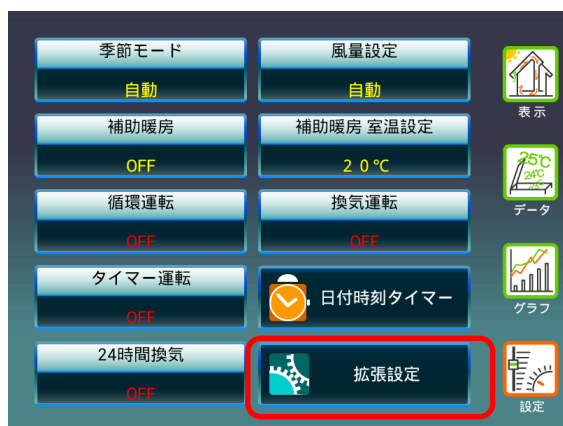 季節モード
自動
風量設定
自動
補助暖房
OFF
補助暖房 室温設定
20℃
循環運転
OFF
換気運転
OFF
タイマー運転
OFF
日付時刻タイマー
24時間換気
OFF
拡張設定
表示
25℃
24℃
データ
グラフ
設定